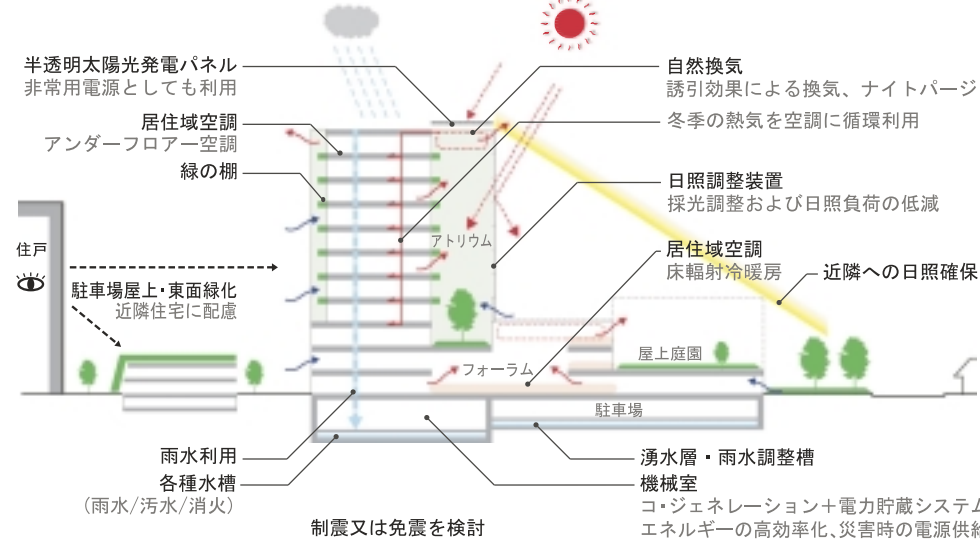 半透明太陽光発電パネル
非常用電源としても利用
居住域空調
アンダーフロアー空調
緑の棚
自然換気
誘引効果による換気、ナイトパージ
冬季の熱気を空調に循環利用
日照調整装置
採光調整および日照負荷の低減
アトリウム
居住域空調
床輻射冷暖房
近隣への日照確保
住戸
駐車場屋上・東面緑化
近隣住宅に配慮
屋上庭園
フォーラム
駐車場
雨水利用
各種水槽
(雨水/汚水/消火)
湧水層・雨水調整槽
機械室
コ・ジェネレーション+電力貯蔵システム
エネルギーの高効率化、災害時の電源供給
制震又は免震を検討